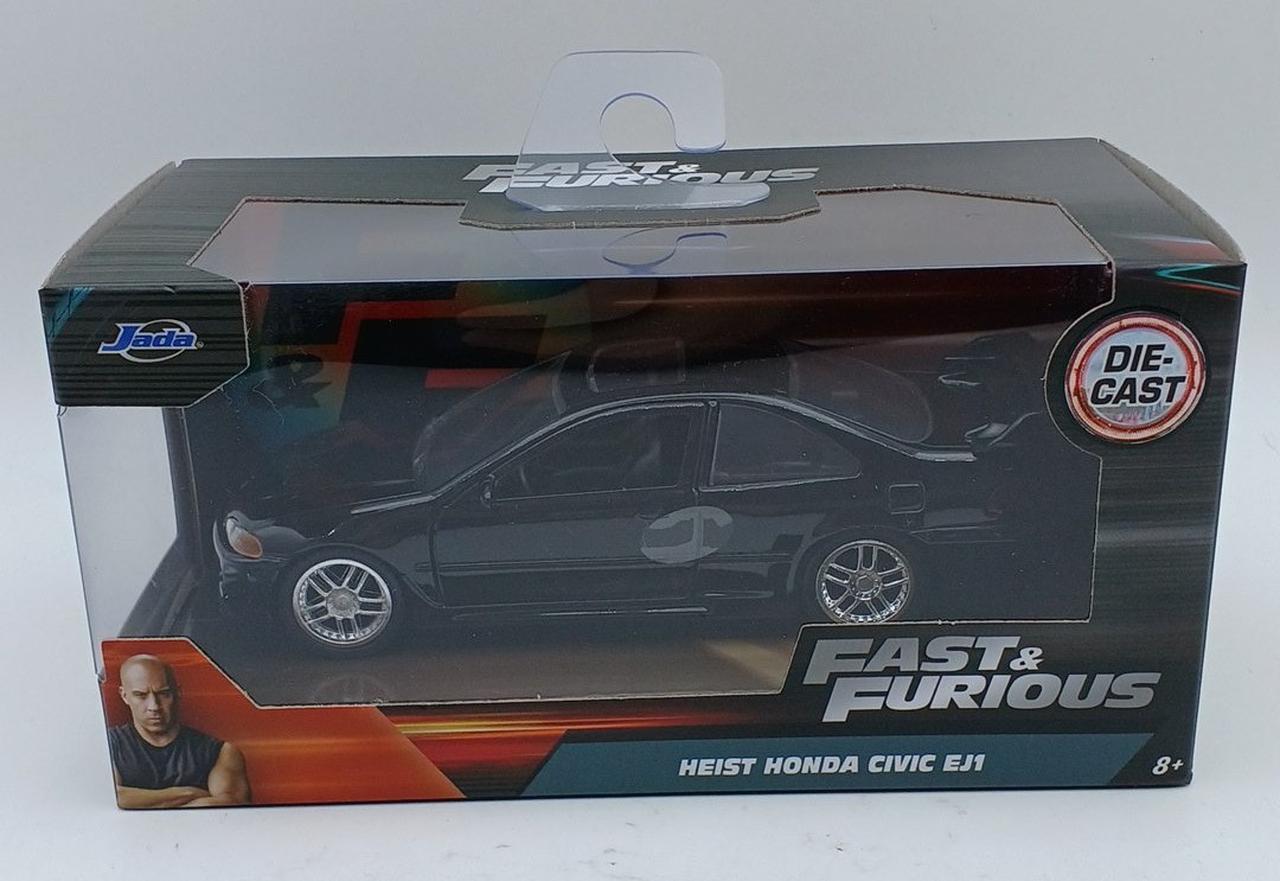 FAST &
FURIOUS
Jada
DIE-
CAST
FAST &
FURIOUS
HEIST HONDA CIVIC EJ1
8+